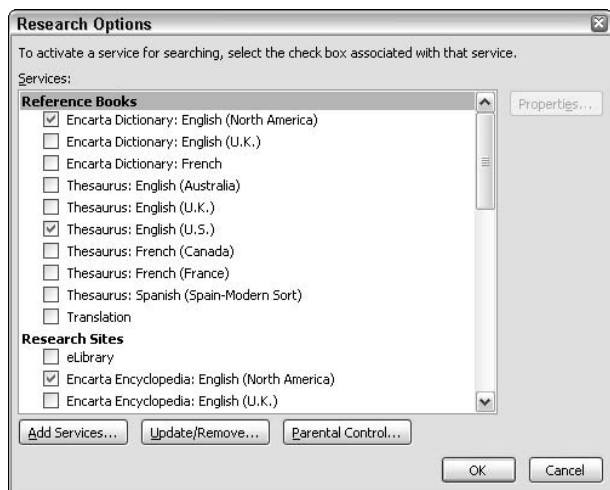 Research Options
To activate a service for searching, select the check box associated with that service.
Services:
Reference Books
Properties...
Encarta Dictionary: English (North America)
Encarta Dictionary: English (U.K.)
Encarta Dictionary: French
Thesaurus: English (Australia)
Thesaurus: English (U.K.)
Thesaurus: English (U.S.)
Thesaurus: French (Canada)
Thesaurus: French (France)
Thesaurus: Spanish (Spain-Modern Sort)
Translation
Research Sites
eLibrary
Encarta Encyclopedia: English (North America)
Encarta Encyclopedia: English (U.K.)
Add Services... Update/Remove... Parental Control...
OK Cancel